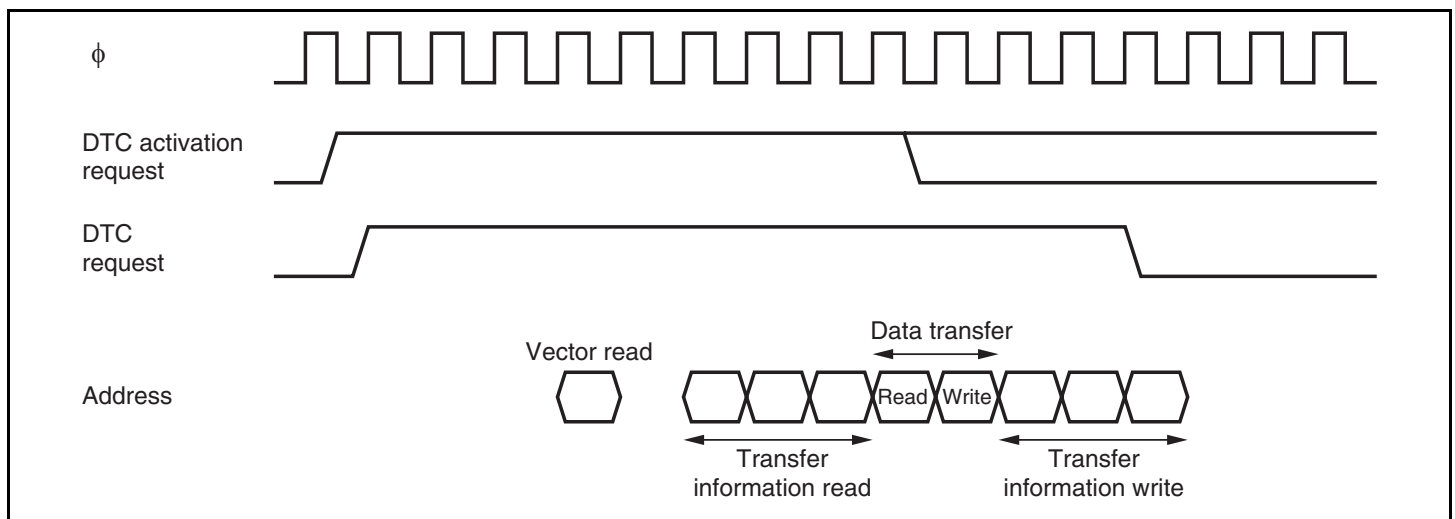 ϕ
DTC activation
request
DTC
request
Data transfer
Vector read
Address
Read
Write
Transfer
information read
Transfer
information write